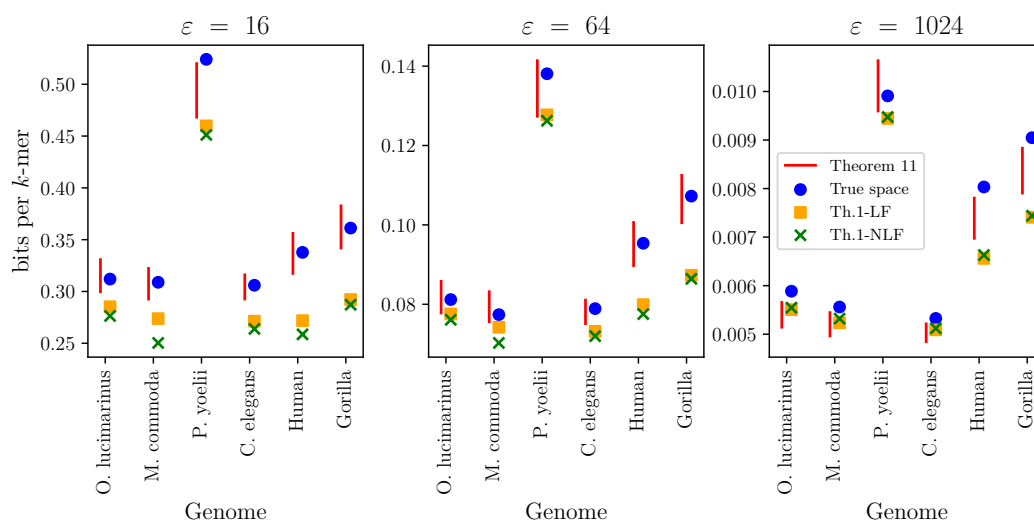 ε = 16
ε = 64
ε = 1024
bits per k-mer
0.50
0.45
0.40
0.35
0.30
0.25
0.14
0.12
0.10
0.08
0.010
0.009
0.008
0.007
0.006
0.005
Theorem 11
True space
Th.1-LF
Th.1-NLF
O. lucimarinus
M. commoda
P. yoelii
C. elegans
Human
Gorilla
O. lucimarinus
M. commoda
P. yoelii
C. elegans
Human
Gorilla
O. lucimarinus
M. commoda
P. yoelii
C. elegans
Human
Gorilla
Genome
Genome
Genome